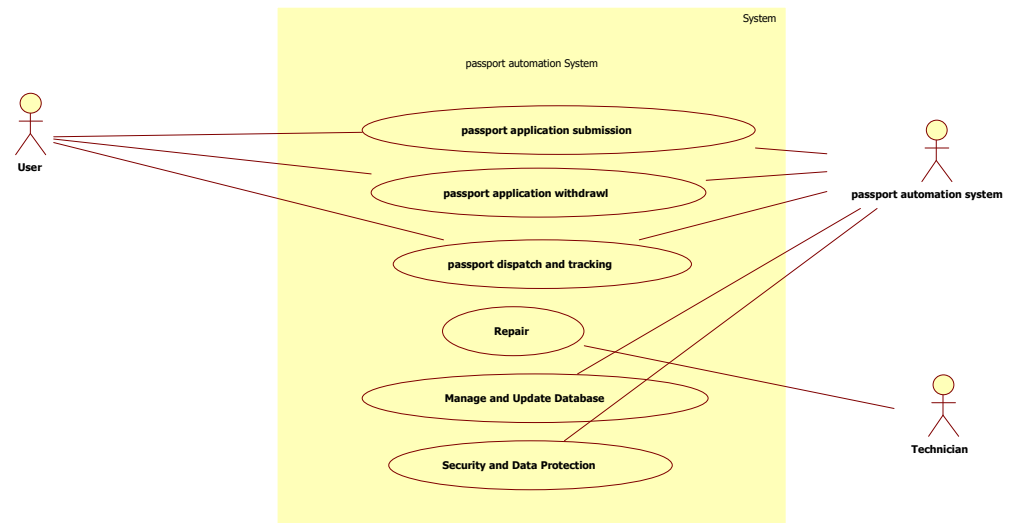 System
passport automation System
passport application submission
User
passport application withdrawl
passport automation system
passport dispatch and tracking
Repair
Manage and Update Database
Technician
Security and Data Protection